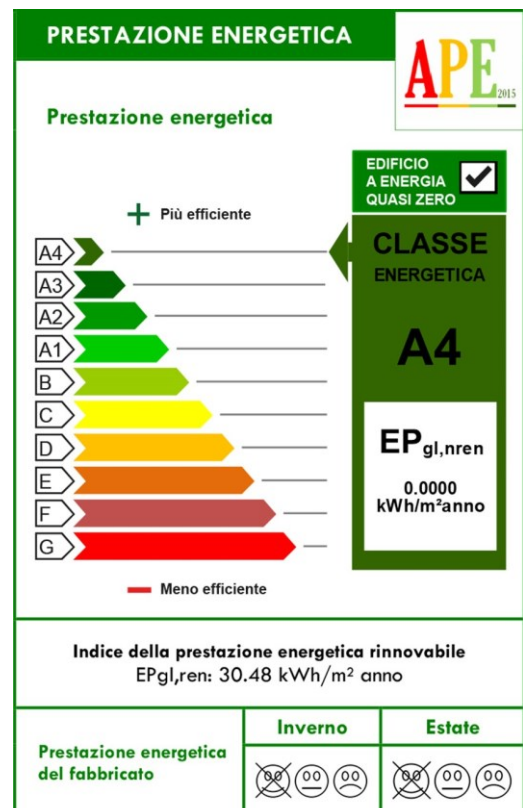 PRESTAZIONE ENERGETICA
APE 2015
Prestazione energetica
EDIFICIO
A ENERGIA
QUASI ZERO
+ Più efficiente
CLASSE
ENERGETICA
A4
A3
A2
A1
B
C
D
E
F
G
A4
EPgl,nren
0.0000
kWh/m²anno
Meno efficiente
Indice della prestazione energetica rinnovabile
EPgl,ren: 30.48 kWh/m² anno
Prestazione energetica
del fabbricato
Inverno
Estate